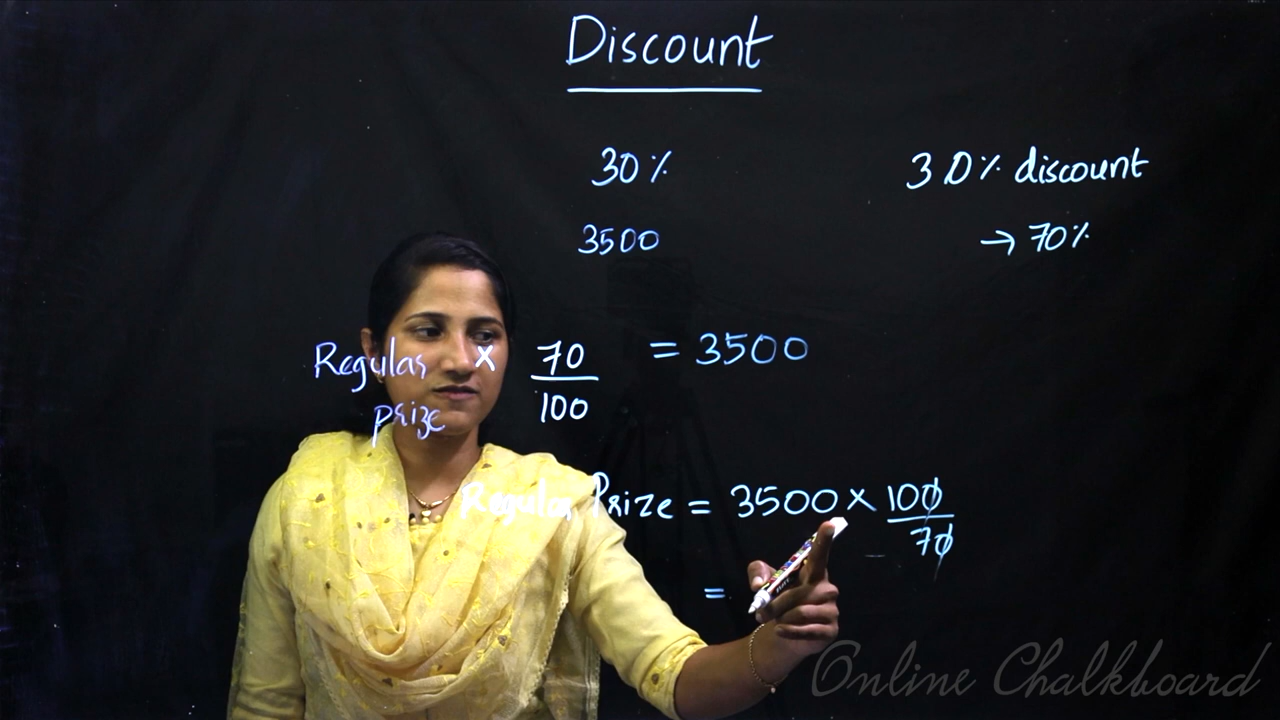 Discount
30%
30% discount
3500
→ 70%
Regular × 70/100 = 3500
prize
Regular Prize = 3500 × 100/70
=
Online Chalkboard